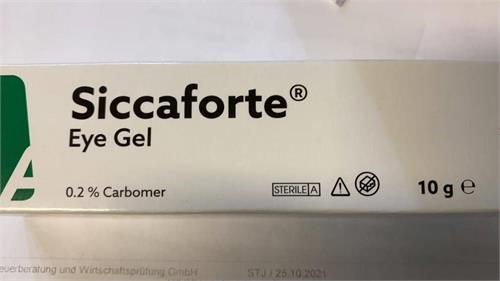 Siccaforte®
Eye Gel
0.2 % Carbomer
STERILE A
10 g ℮
euerberatung und Wirtschaftsprüfung GmbH
STJ / 25.10.2021